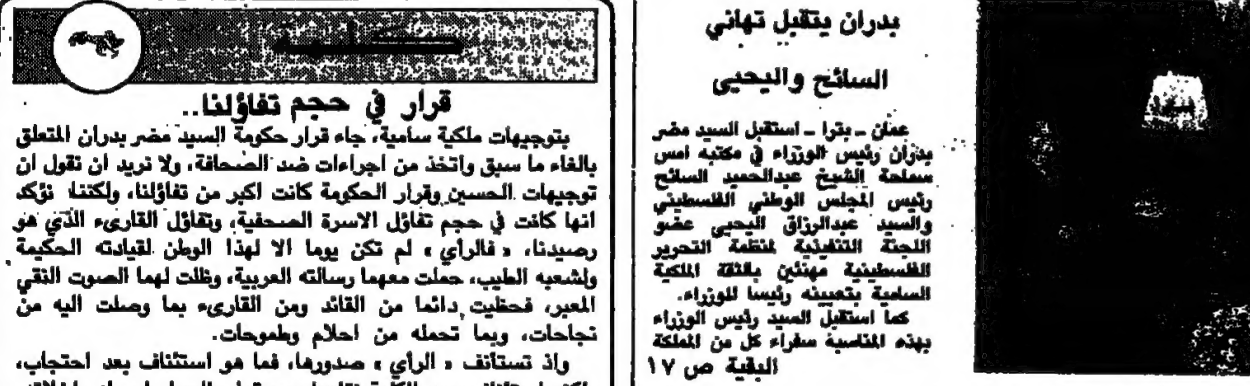 كلمة
قرار في حجم تفاؤلنا..
بتوجيهات ملكية سامية، جاء قرار حكومة السيد مضر بدران المتعلق
بالغاء ما سبق واتخذ من اجراءات ضد الصحافة، ولا نريد ان نقول ان
توجيهات الحسين وقرار الحكومة كانت اكبر من تفاؤلنا، ولكننا نؤكد
انها كانت في حجم تفاؤل الاسرة الصحفية، وتفاؤل القارىء الذي هو
رصيدنا، « فالرأي » لم تكن يوما الا لهذا الوطن لقيادته الحكيمة
ولشعبه الطيب، حملت معهما رسالته العربية، وظلت لهما الصوت النقي
المعبر، فحظيت دائما من القائد ومن القارىء بما وصلت اليه من
نجاحات، وبما تحمله من احلام وطموحات.
واذ تستأنف « الرأي » صدورها، فما هو استئناف بعد احتجاب،
بدران يتقبل تهاني
السائح واليحيى
عمان ـ بترا ـ استقبل السيد مضر
بدران رئيس الوزراء في مكتبه امس
سماحة الشيخ عبدالحميد السائح
رئيس المجلس الوطني الفلسطيني
والسيد عبدالرزاق اليحيى عضو
اللجنة التنفيذية لمنظمة التحرير
الفلسطينية مهنئين بالثقة الملكية
السامية بتعيينه رئيسا للوزراء.
كما استقبل السيد رئيس الوزراء
بهذه المناسبة سفراء كل من المملكة
البقية ص ١٧